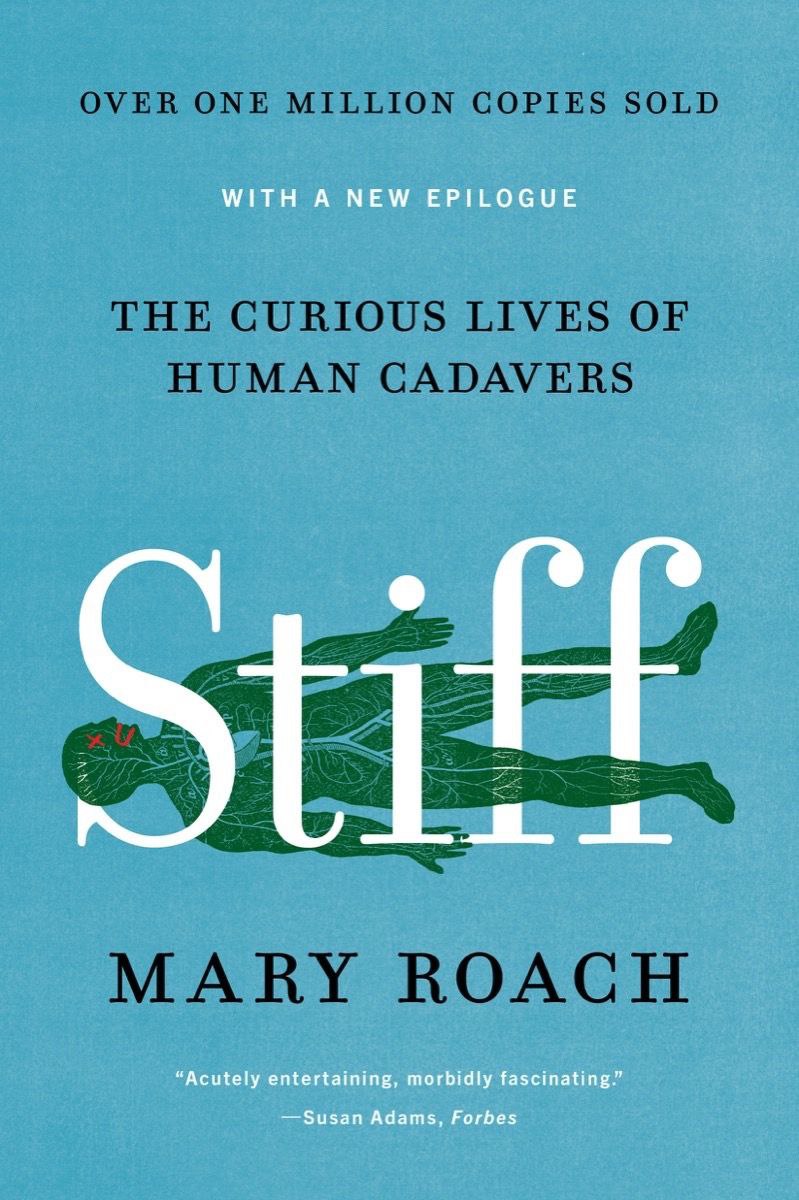 OVER ONE MILLION COPIES SOLD
WITH A NEW EPILOGUE
THE CURIOUS LIVES OF
HUMAN CADAVERS
Stiff
MARY ROACH
“Acutely entertaining, morbidly fascinating.”
—Susan Adams, Forbes